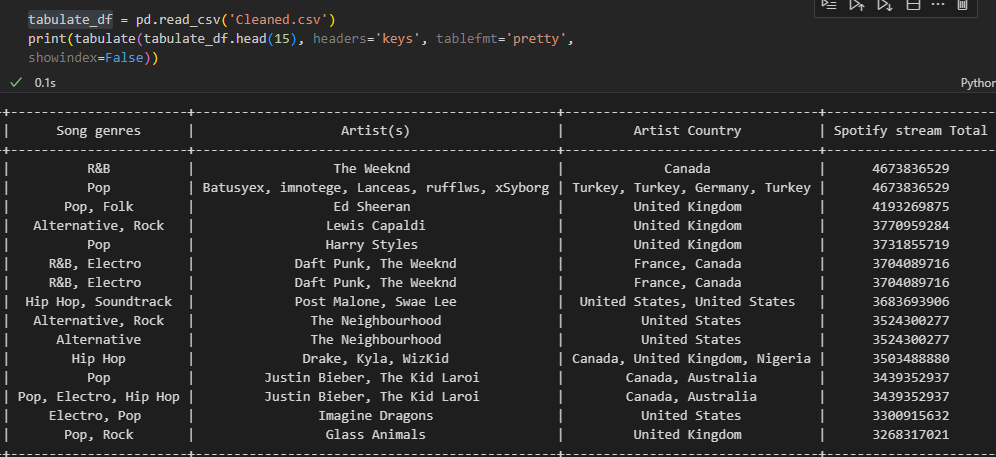 tabulate_df = pd.read_csv('Cleaned.csv')
print(tabulate(tabulate_df.head(15), headers='keys', tablefmt='pretty',
showindex=False))
0.1s
Python
+----------------------+--------------------------------------------+------------------------------+----------------------+
| Song genres | Artist(s) | Artist Country | Spotify stream Total
+----------------------+--------------------------------------------+------------------------------+----------------------+
| R&B | The Weeknd | Canada | 4673836529
| Pop | Batusyex, imnotege, Lanceas, rufflws, xSyborg | Turkey, Turkey, Germany, Turkey | 4673836529
| Pop, Folk | Ed Sheeran | United Kingdom | 4193269875
| Alternative, Rock | Lewis Capaldi | United Kingdom | 3770959284
| Pop | Harry Styles | United Kingdom | 3731855719
| R&B, Electro | Daft Punk, The Weeknd | France, Canada | 3704089716
| R&B, Electro | Daft Punk, The Weeknd | France, Canada | 3704089716
| Hip Hop, Soundtrack | Post Malone, Swae Lee | United States, United States | 3683693906
| Alternative, Rock | The Neighbourhood | United States | 3524300277
| Alternative | The Neighbourhood | United States | 3524300277
| Hip Hop | Drake, Kyla, WizKid | Canada, United Kingdom, Nigeria | 3503488880
| Pop | Justin Bieber, The Kid Laroi | Canada, Australia | 3439352937
| Pop, Electro, Hip Hop | Justin Bieber, The Kid Laroi | Canada, Australia | 3439352937
| Electro, Pop | Imagine Dragons | United States | 3300915632
| Pop, Rock | Glass Animals | United Kingdom | 3268317021
+----------------------+--------------------------------------------+------------------------------+----------------------+